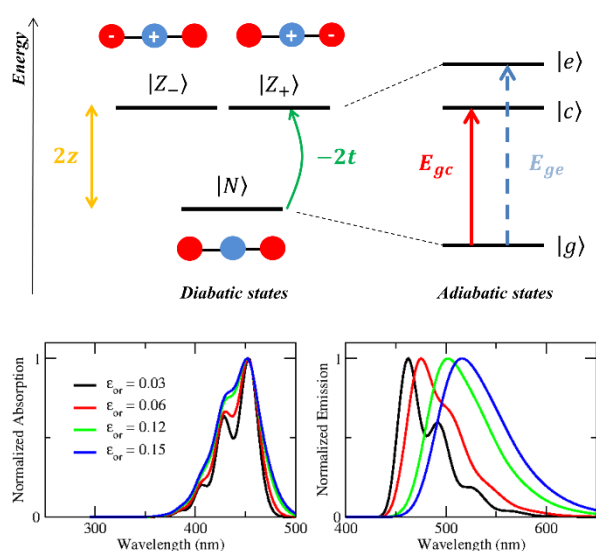 Energy
- + + -
|Z₋⟩ |Z₊⟩ |e⟩
|c⟩
2z -2t E_gc E_ge
|N⟩
|g⟩
Diabatic states Adiabatic states
Normalized Absorption
1
0
ε_or = 0.03
ε_or = 0.06
ε_or = 0.12
ε_or = 0.15
300 400 500
Wavelength (nm)
Normalized Emission
1
0
400 500 600
Wavelength (nm)